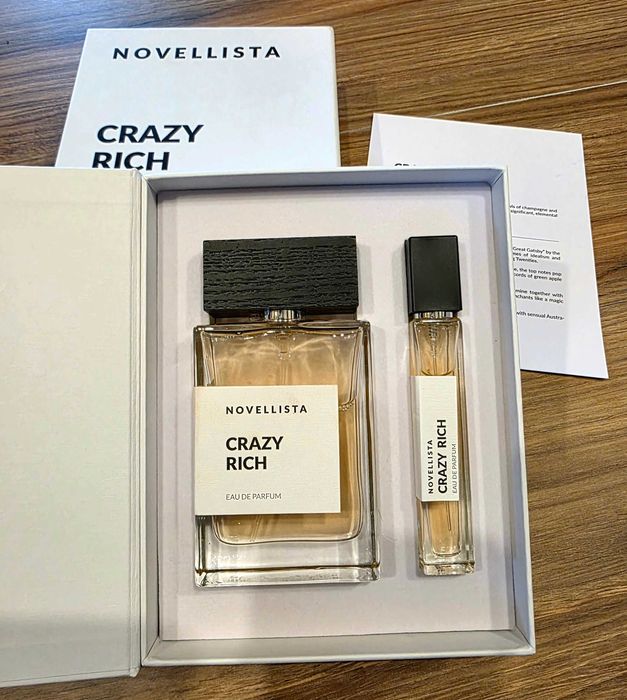 NOVELLISTA
CRAZY
RICH
ls of champagne and
significant, elemental
Great Gatsby" by the
mes of idealism and
Twenties.
e, the top notes pop
cords of green apple
mine together with
nchants like a magic
with sensual Austra-
NOVELLISTA
CRAZY
RICH
EAU DE PARFUM
NOVELLISTA
CRAZY RICH
EAU DE PARFUM